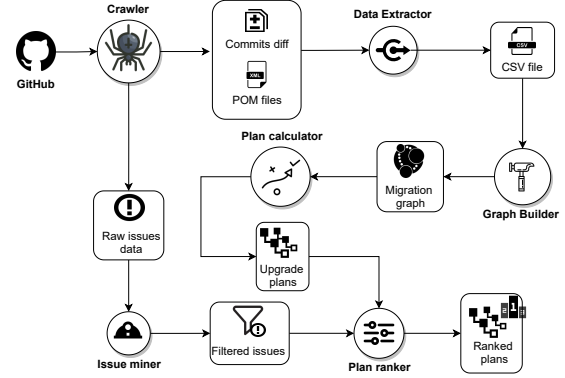 Crawler
Data Extractor
Commits diff
CSV
CSV file
GitHub
XML
POM files
Plan calculator
Migration
graph
Graph Builder
Raw issues
data
Upgrade
plans
1
Filtered issues
Ranked
plans
Issue miner
Plan ranker